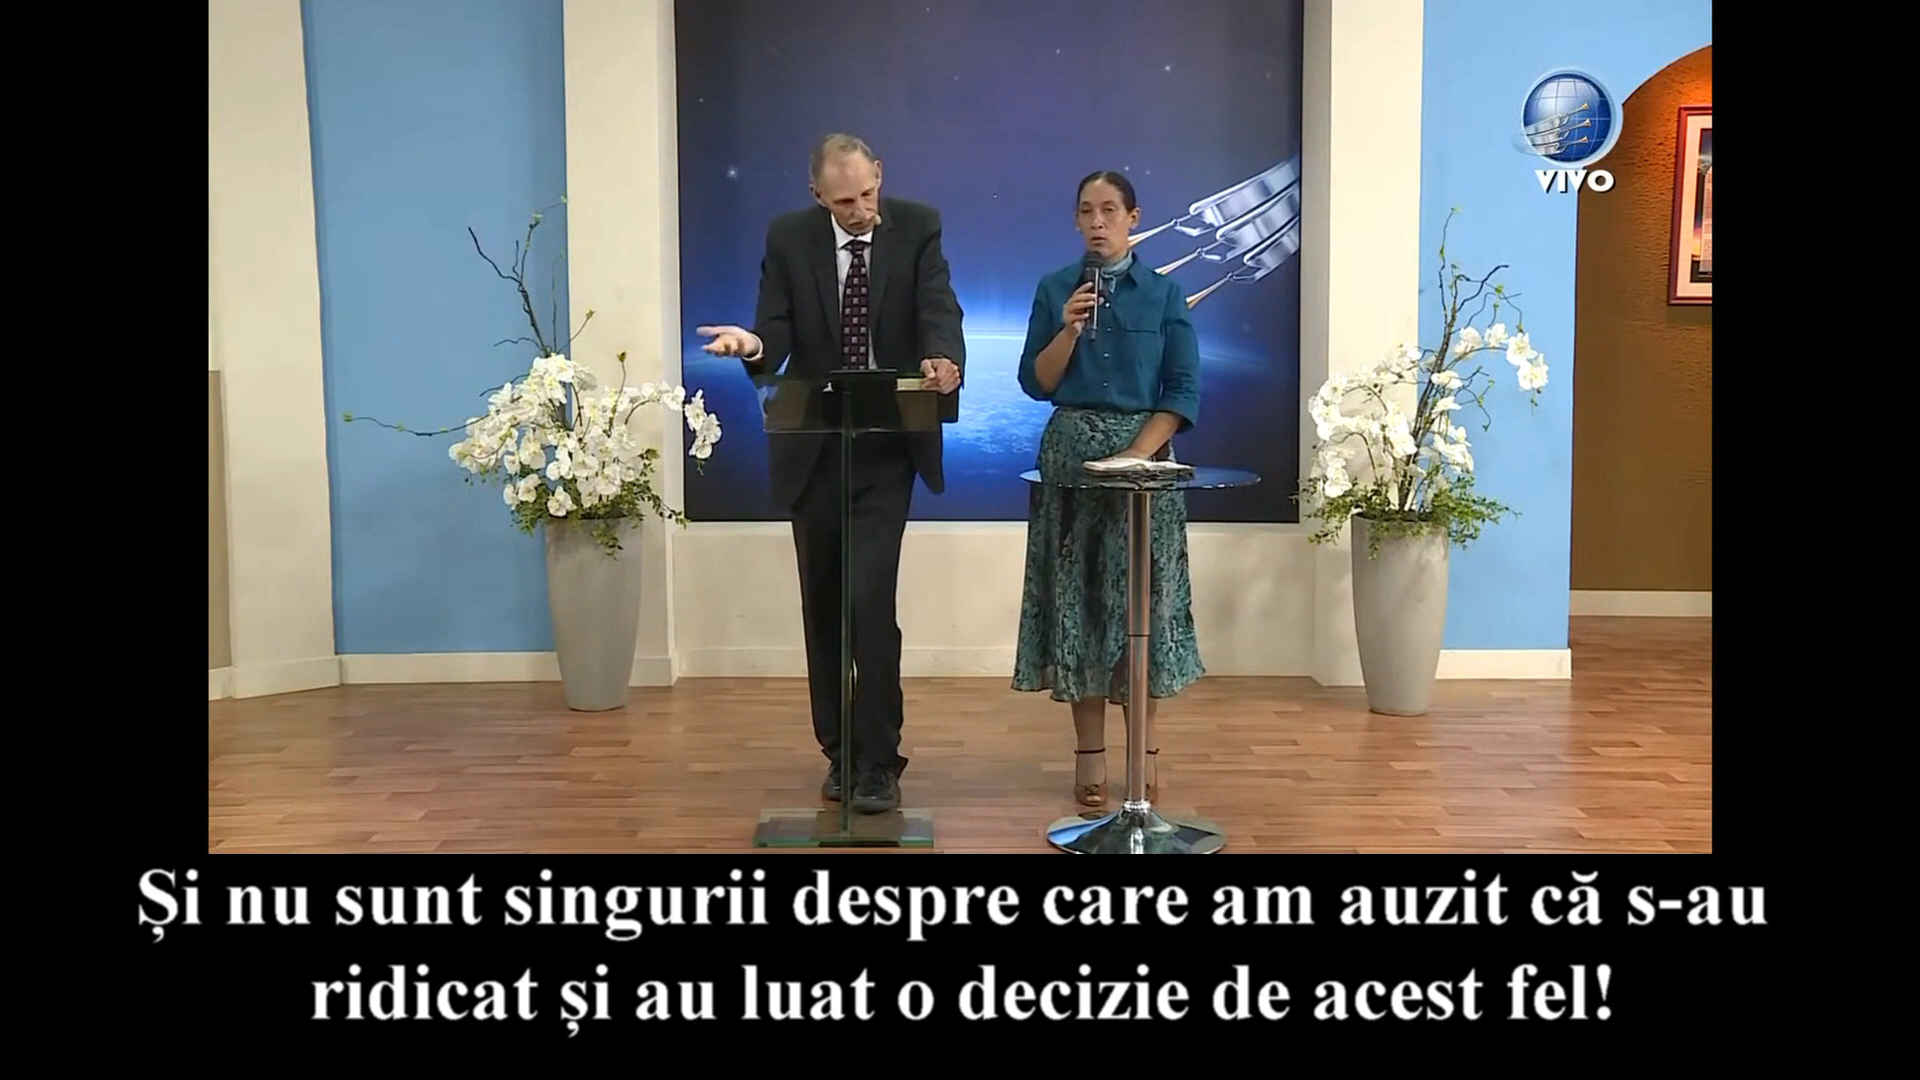 VIVO
Și nu sunt singurii despre care am auzit că s-au
ridicat și au luat o decizie de acest fel!